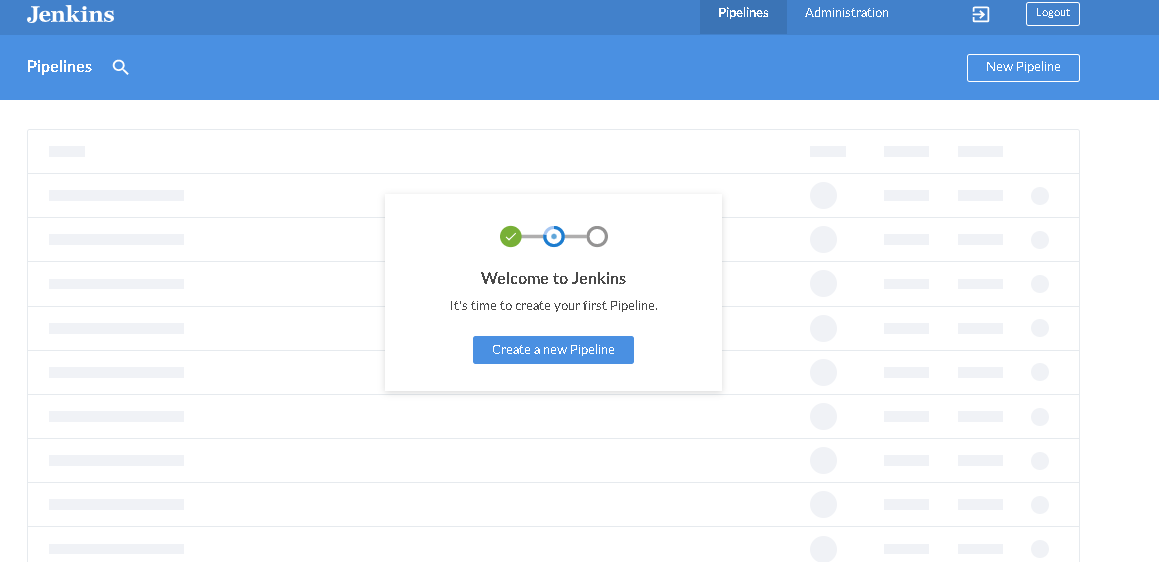 Jenkins
Pipelines
Administration
Logout
Pipelines
New Pipeline
Welcome to Jenkins
It's time to create your first Pipeline.
Create a new Pipeline